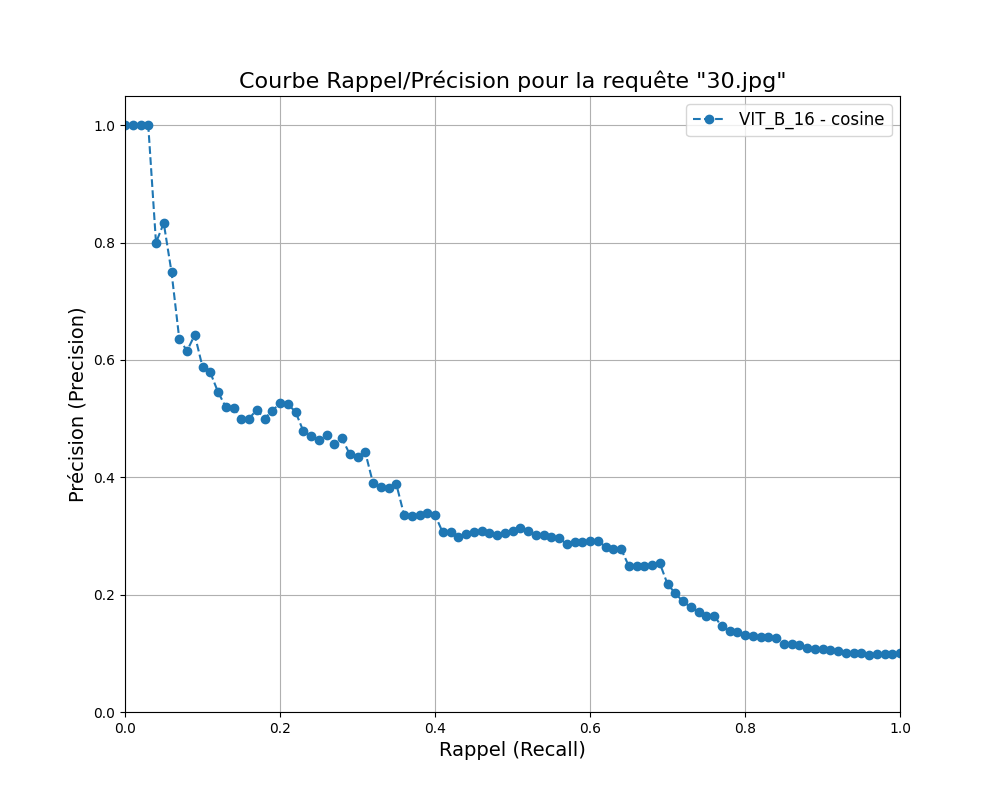 Courbe Rappel/Précision pour la requête "30.jpg"
VIT_B_16 - cosine
1.0
0.8
0.6
0.4
0.2
0.0
Précision (Precision)
0.0 0.2 0.4 0.6 0.8 1.0
Rappel (Recall)